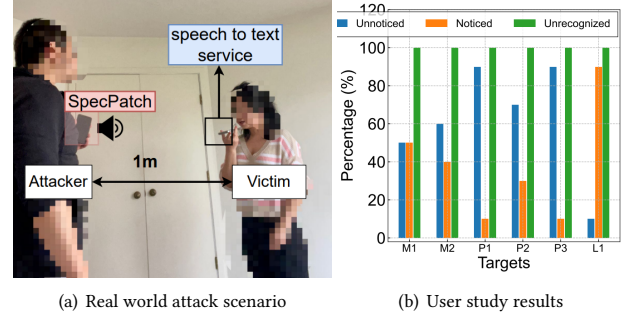 speech to text
service
SpecPatch
1m
Attacker
Victim
(a) Real world attack scenario
Unnoticed Noticed Unrecognized
120
100
80
60
40
20
0
Percentage (%)
M1 M2 P1 P2 P3 L1
Targets
(b) User study results